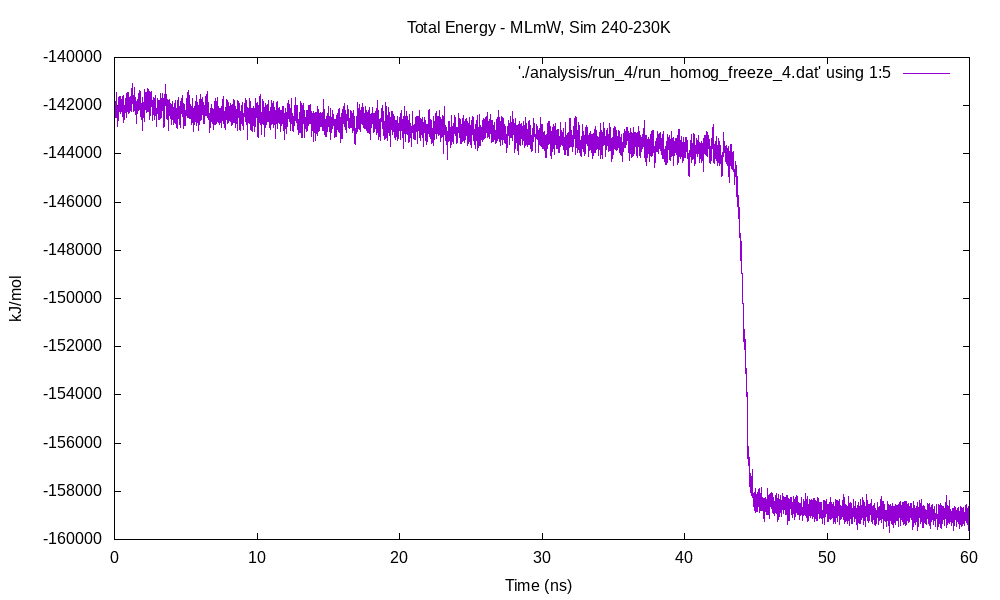 Total Energy - MLmW, Sim 240-230K
'./analysis/run_4/run_homog_freeze_4.dat' using 1:5
-140000
-142000
-144000
-146000
-148000
-150000
-152000
-154000
-156000
-158000
-160000
kJ/mol
0 10 20 30 40 50 60
Time (ns)